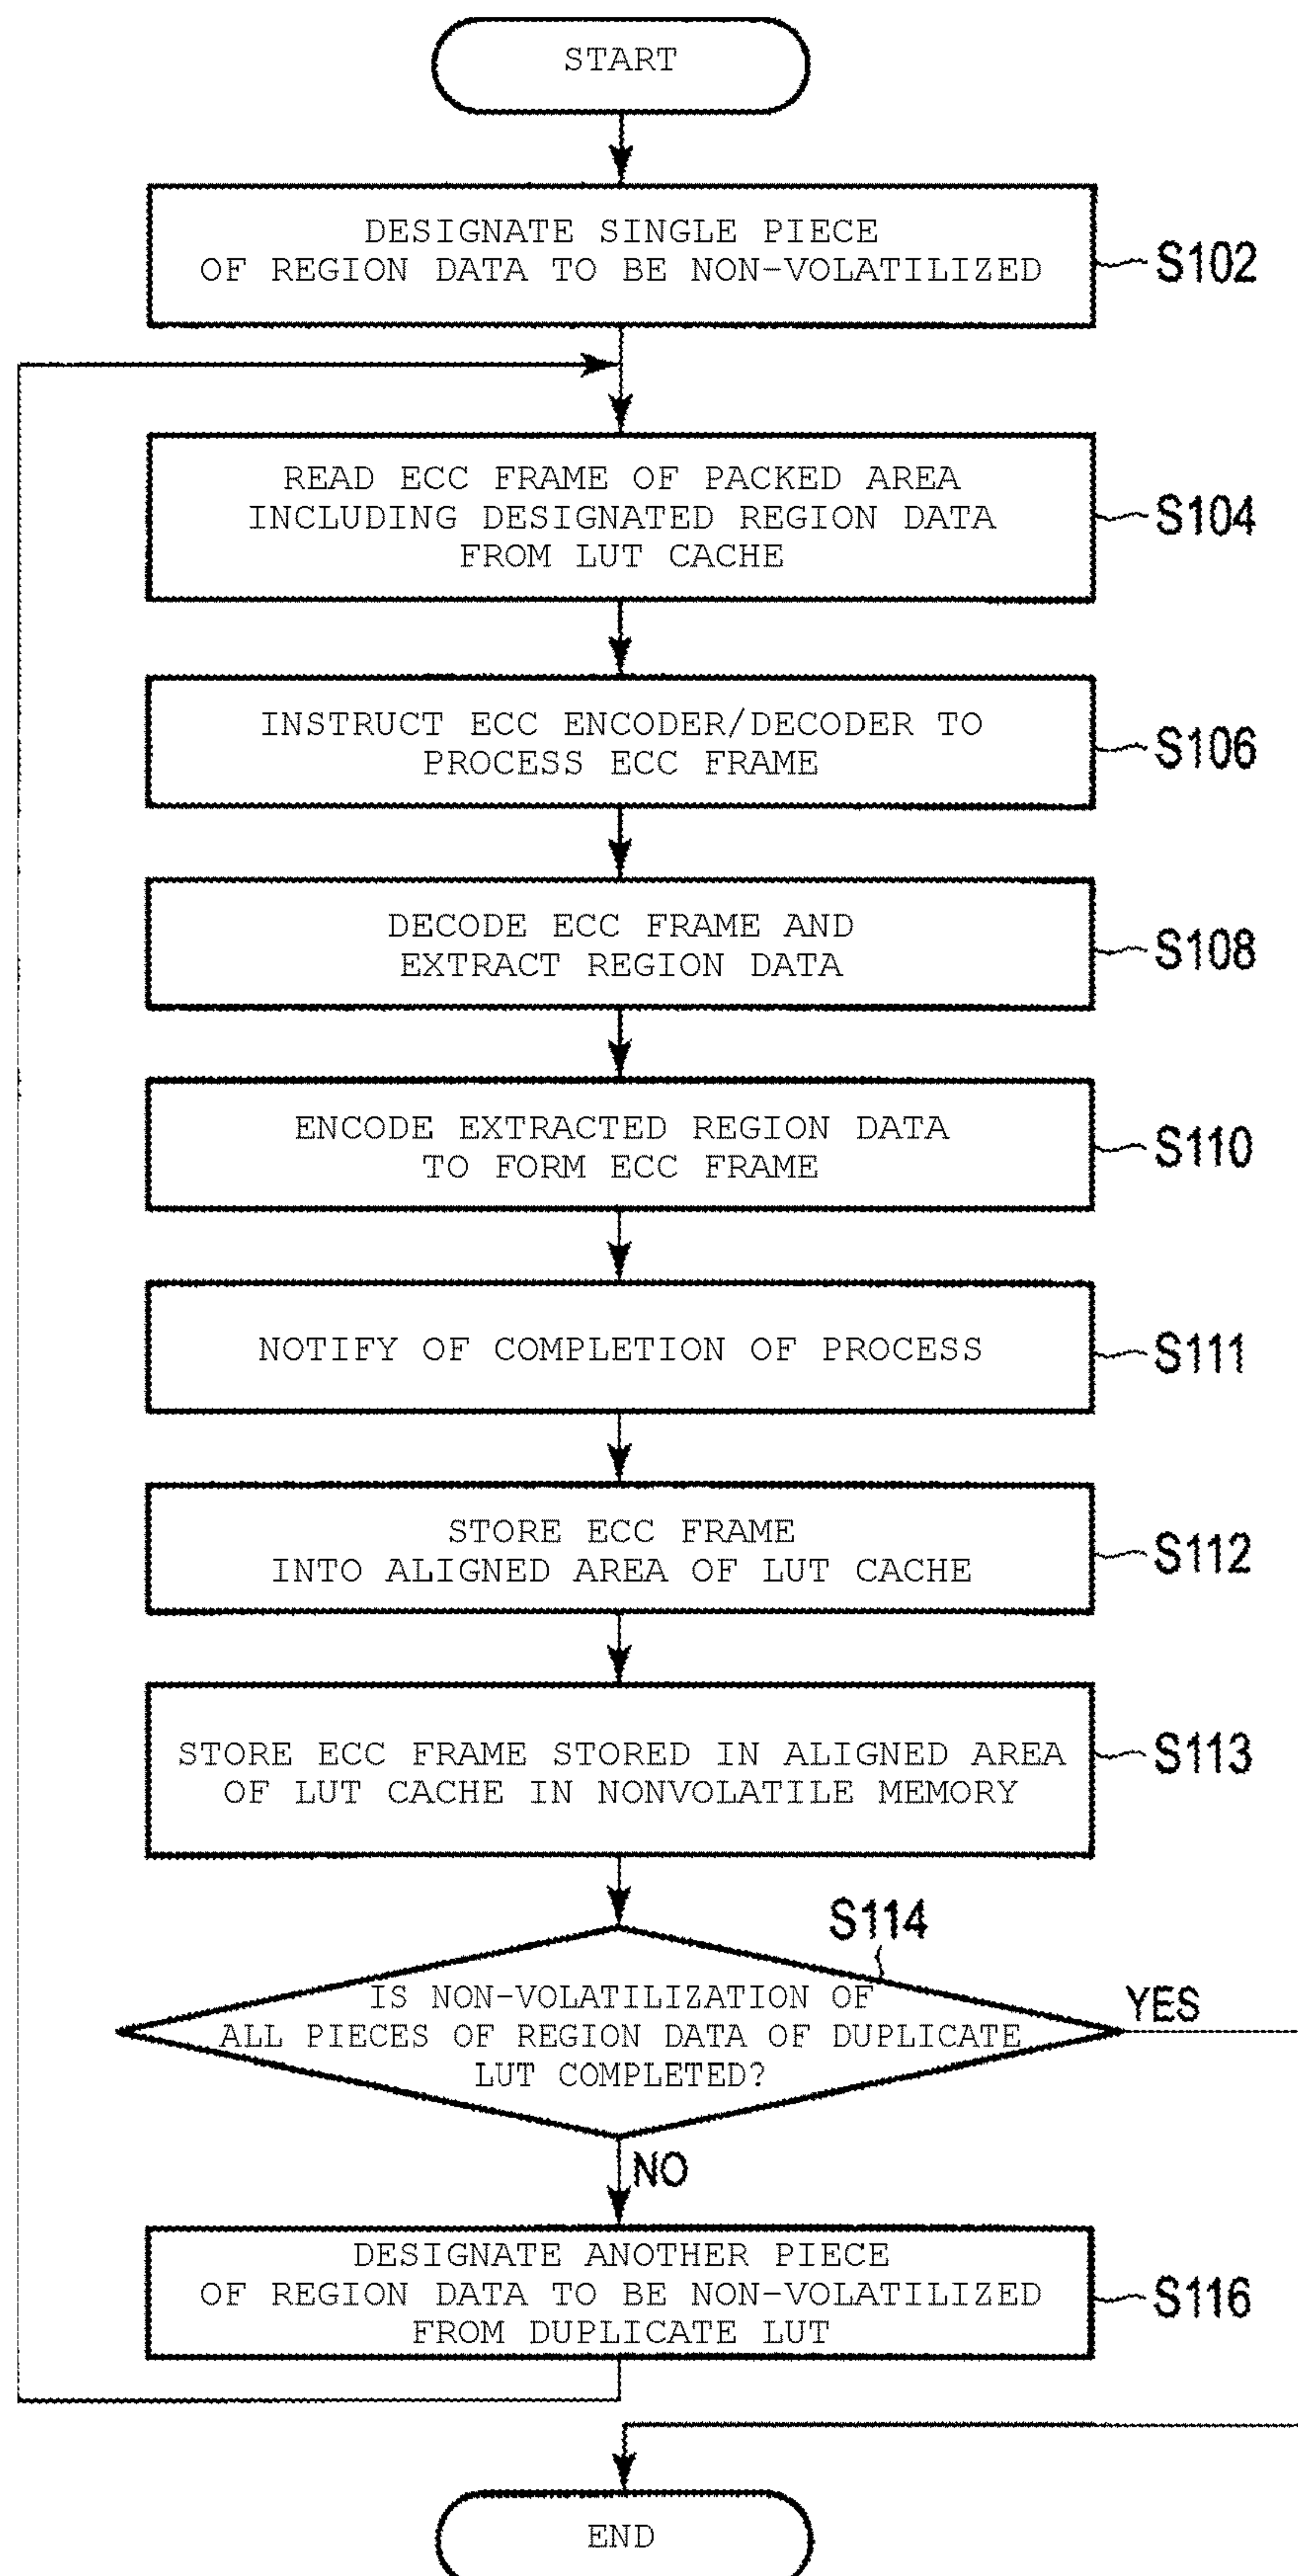 START
DESIGNATE SINGLE PIECE
OF REGION DATA TO BE NON-VOLATILIZED
S102
READ ECC FRAME OF PACKED AREA
INCLUDING DESIGNATED REGION DATA
FROM LUT CACHE
S104
INSTRUCT ECC ENCODER/DECODER TO
PROCESS ECC FRAME
S106
DECODE ECC FRAME AND
EXTRACT REGION DATA
S108
ENCODE EXTRACTED REGION DATA
TO FORM ECC FRAME
S110
NOTIFY OF COMPLETION OF PROCESS
S111
STORE ECC FRAME
INTO ALIGNED AREA OF LUT CACHE
S112
STORE ECC FRAME STORED IN ALIGNED AREA
OF LUT CACHE IN NONVOLATILE MEMORY
S113
S114
IS NON-VOLATILIZATION OF
ALL PIECES OF REGION DATA OF DUPLICATE
LUT COMPLETED?
YES
NO
DESIGNATE ANOTHER PIECE
OF REGION DATA TO BE NON-VOLATILIZED
FROM DUPLICATE LUT
S116
END